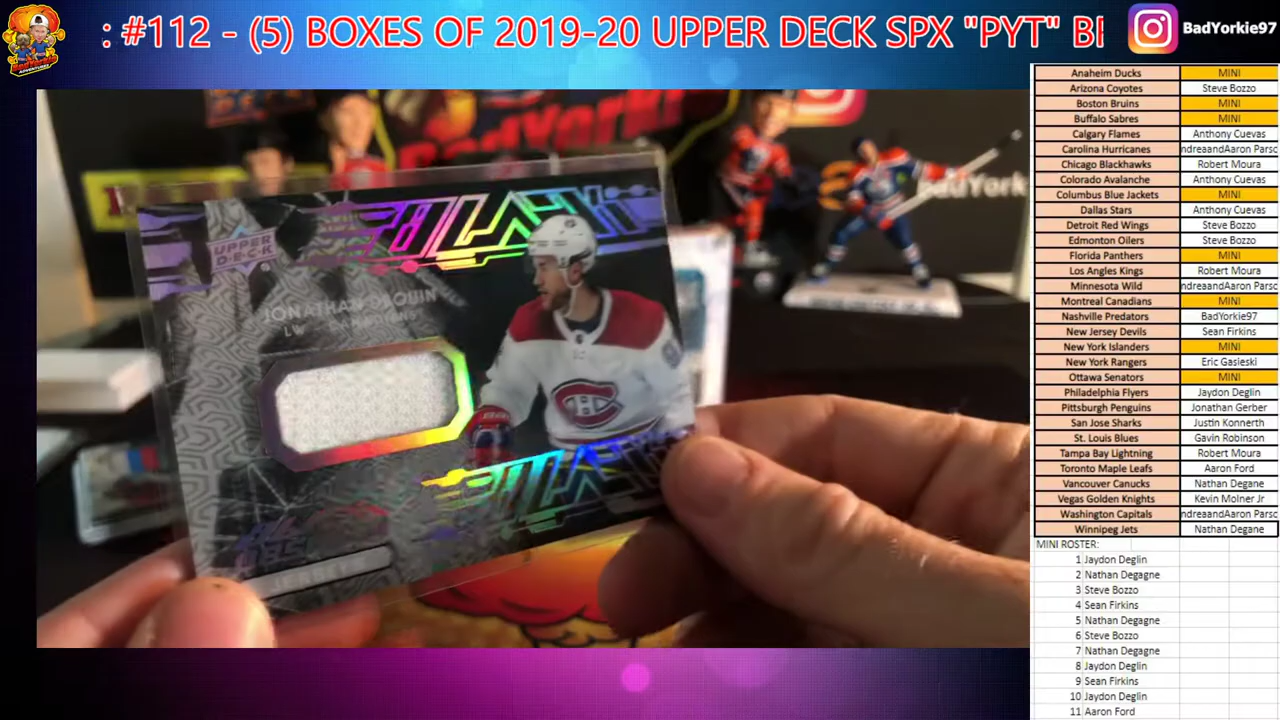 : #112 - (5) BOXES OF 2019-20 UPPER DECK SPX "PYT" BR
BadYorkie97
BadYorki
BadYork
UPPER DECK
JONATHAN
LW
Anaheim Ducks MINI
Arizona Coyotes Steve Bozzo
Boston Bruins MINI
Buffalo Sabres MINI
Calgary Flames Anthony Cuevas
Carolina Hurricanes ndreaandAaron Parsc
Chicago Blackhawks Robert Moura
Colorado Avalanche Anthony Cuevas
Columbus Blue Jackets MINI
Dallas Stars Anthony Cuevas
Detroit Red Wings Steve Bozzo
Edmonton Oilers Steve Bozzo
Florida Panthers MINI
Los Angles Kings Robert Moura
Minnesota Wild ndreaandAaron Parsc
Montreal Canadians MINI
Nashville Predators BadYorkie97
New Jersey Devils Sean Firkins
New York Islanders MINI
New York Rangers Eric Gasieski
Ottawa Senators MINI
Philadelphia Flyers Jaydon Deglin
Pittsburgh Penguins Jonathan Gerber
San Jose Sharks Justin Konnerth
St. Louis Blues Gavin Robinson
Tampa Bay Lightning Robert Moura
Toronto Maple Leafs Aaron Ford
Vancouver Canucks Nathan Degane
Vegas Golden Knights Kevin Molner Jr
Washington Capitals ndreaandAaron Parsc
Winnipeg Jets Nathan Degane
MINI ROSTER:
1 Jaydon Deglin
2 Nathan Degagne
3 Steve Bozzo
4 Sean Firkins
5 Nathan Degagne
6 Steve Bozzo
7 Nathan Degagne
8 Jaydon Deglin
9 Sean Firkins
10 Jaydon Deglin
11 Aaron Ford